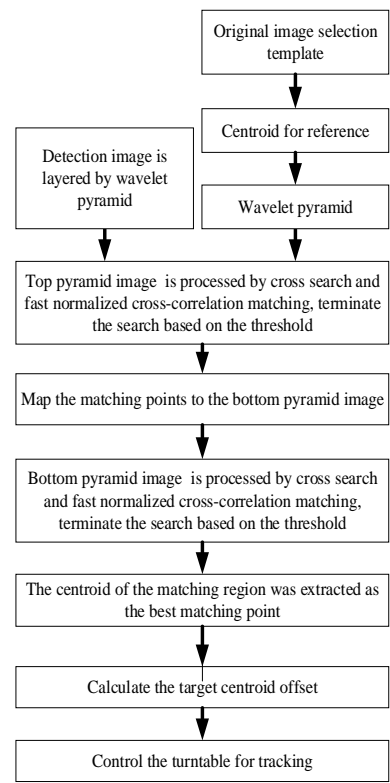 Original image selection
template
Centroid for reference
Detection image is
layered by wavelet
pyramid
Wavelet pyramid
Top pyramid image is processed by cross search and
fast normalized cross-correlation matching, terminate
the search based on the threshold
Map the matching points to the bottom pyramid image
Bottom pyramid image is processed by cross search
and fast normalized cross-correlation matching,
terminate the search based on the threshold
The centroid of the matching region was extracted as
the best matching point
Calculate the target centroid offset
Control the turntable for tracking